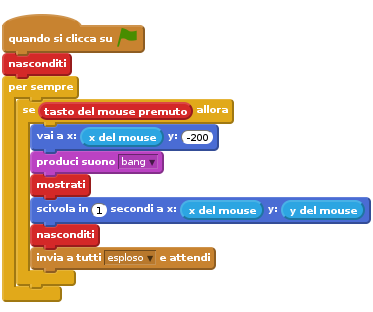 quando si clicca su
nasconditi
per sempre
se tasto del mouse premuto allora
vai a x: x del mouse y: -200
produci suono bang
mostrati
scivola in 1 secondi a x: x del mouse y: y del mouse
nasconditi
invia a tutti esploso e attendi